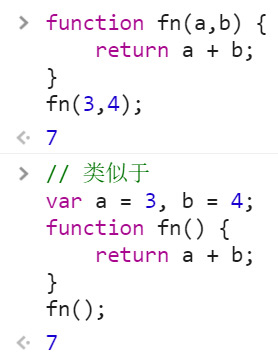 function fn(a,b) {
    return a + b;
}
fn(3,4);
7
// 类似于
var a = 3, b = 4;
function fn() {
    return a + b;
}
fn();
7